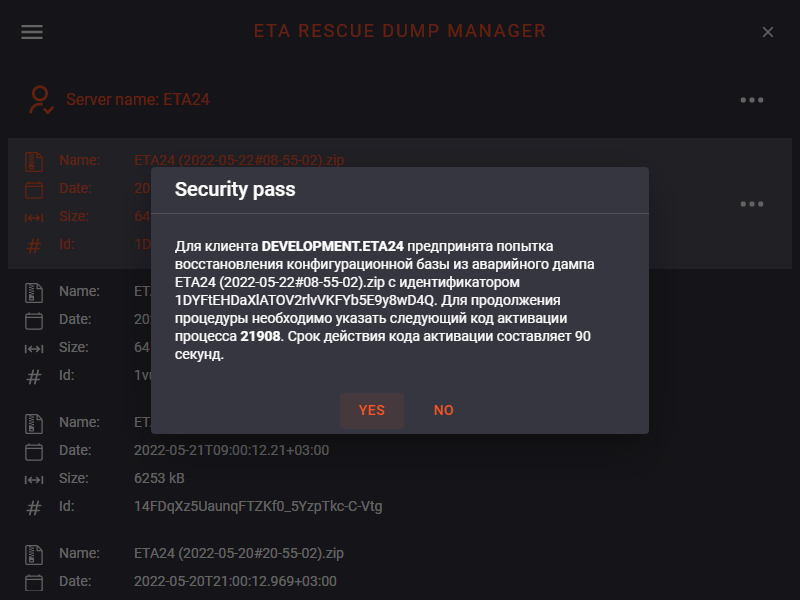 ETA RESCUE DUMP MANAGER
Server name: ETA24
Name: ETA24 (2022-05-22#08-55-02).zip
Date: 20
Size: 64
Id: 1D
Security pass
Для клиента DEVELOPMENT.ETA24 предпринята попытка
восстановления конфигурационной базы из аварийного дампа
ETA24 (2022-05-22#08-55-02).zip с идентификатором
1DYFtEHDaXlATOV2rlvVKFYb5E9y8wD4Q. Для продолжения
процедуры необходимо указать следующий код активации
процесса 21908. Срок действия кода активации составляет 90
секунд.
YES NO
Name: ET
Date: 20
Size: 64
Id: 1v
Name: ET
Date: 2022-05-21T09:00:12.21+03:00
Size: 6253 kB
Id: 14FDqXz5UaunqFTZKf0_5YzpTkc-C-Vtg
Name: ETA24 (2022-05-20#20-55-02).zip
Date: 2022-05-20T21:00:12.969+03:00